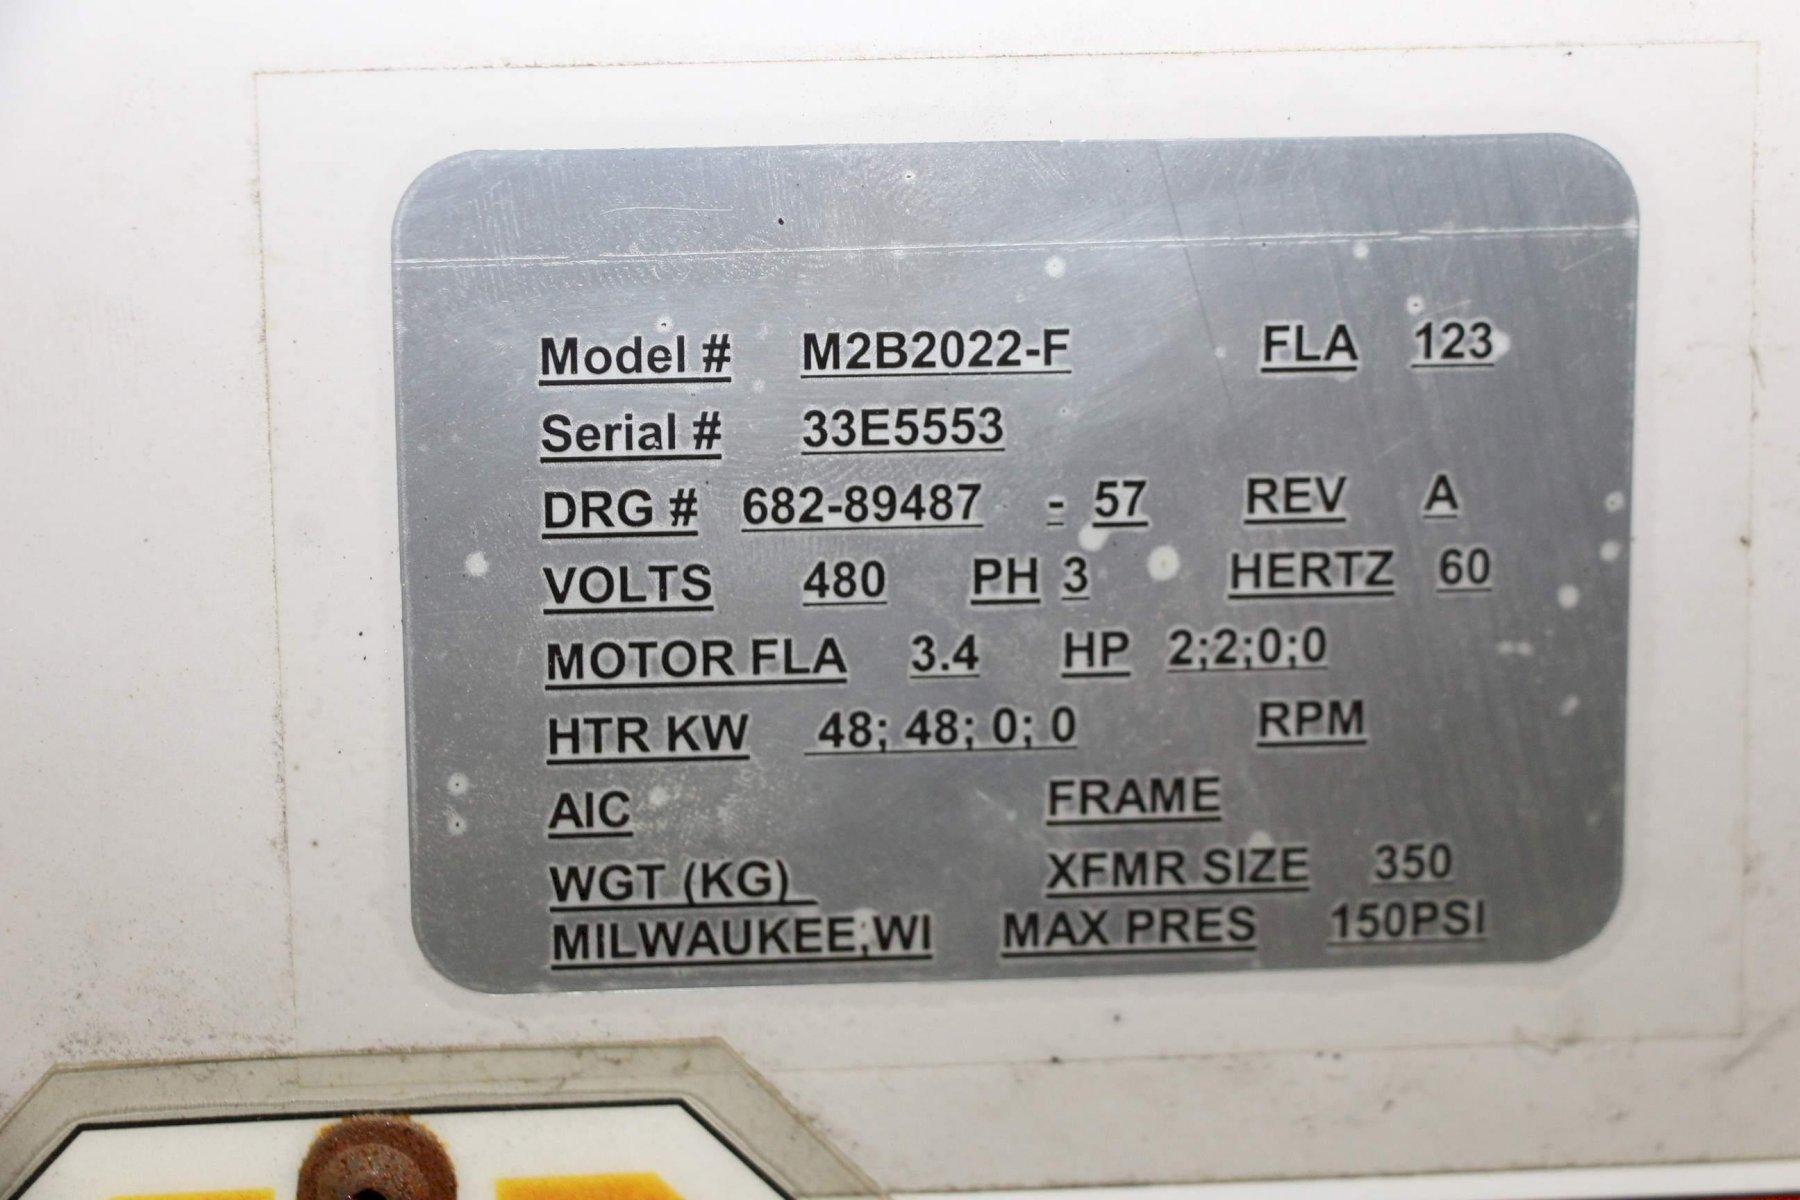 Model # M2B2022-F FLA 123
Serial # 33E5553
DRG # 682-89487 - 57 REV A
VOLTS 480 PH 3 HERTZ 60
MOTOR FLA 3.4 HP 2;2;0;0
HTR KW 48; 48; 0; 0 RPM
AIC FRAME
WGT (KG) XFMR SIZE 350
MILWAUKEE,WI MAX PRES 150PSI